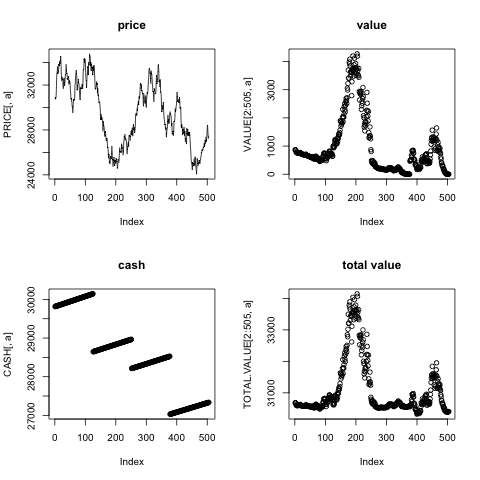 price
PRICE[, a]
24000 28000 32000
0 100 200 300 400 500
Index
value
VALUE[2:505, a]
0 1000 3000
0 100 200 300 400 500
Index
cash
CASH[, a]
27000 28000 29000 30000
0 100 200 300 400 500
Index
total value
TOTAL.VALUE[2:505, a]
31000 33000
0 100 200 300 400 500
Index